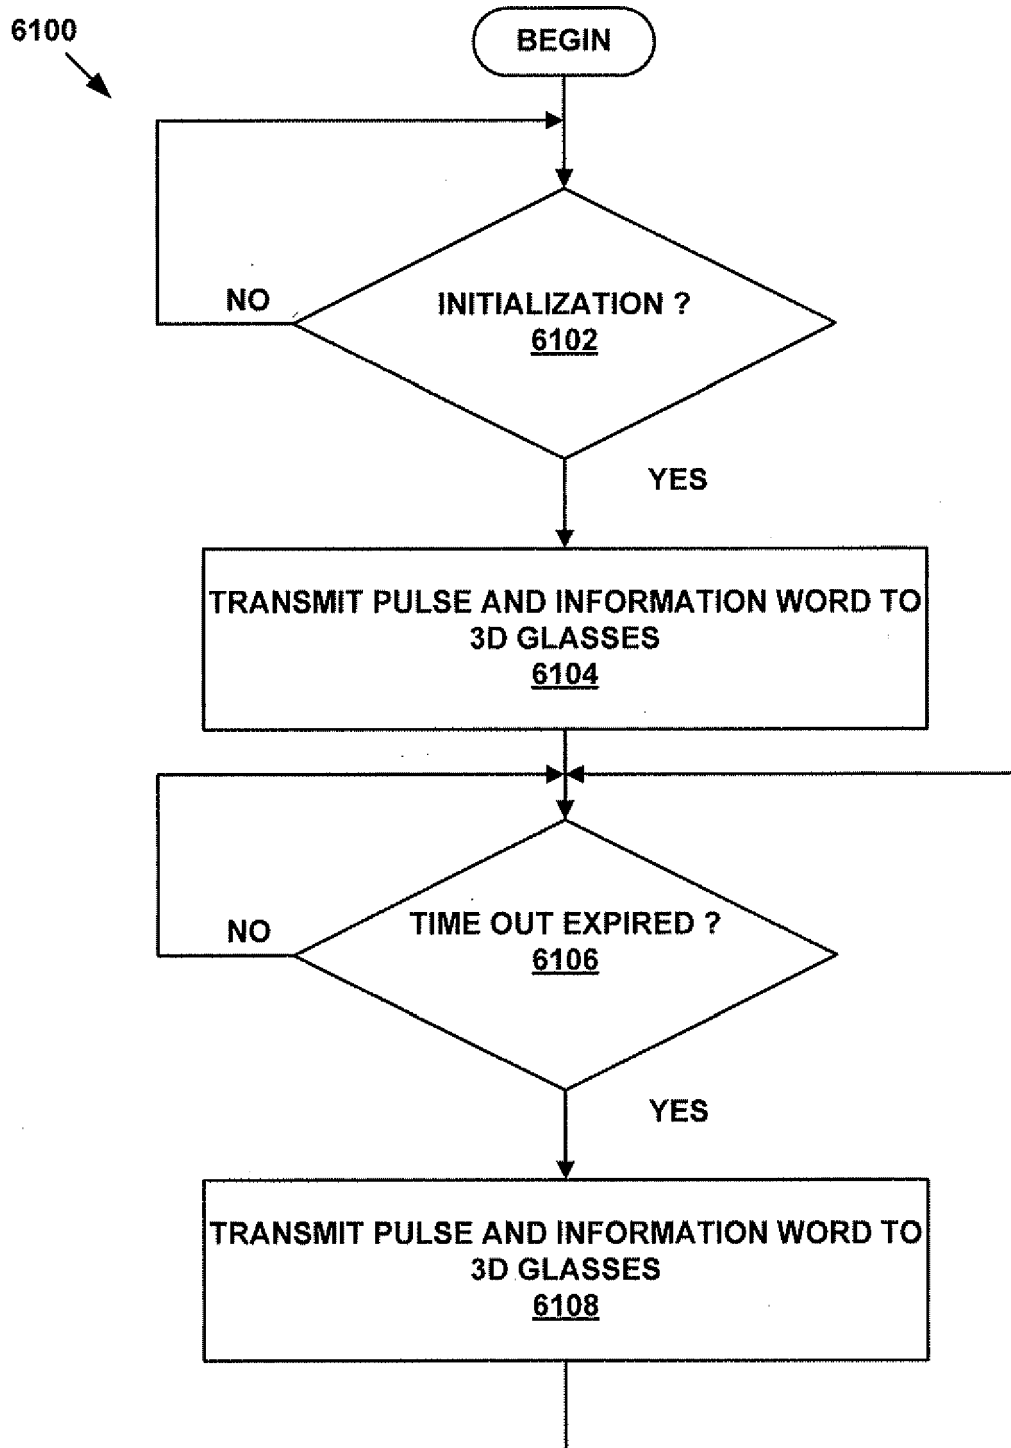 6100
BEGIN
NO
INITIALIZATION ?
6102
YES
TRANSMIT PULSE AND INFORMATION WORD TO
3D GLASSES
6104
NO
TIME OUT EXPIRED ?
6106
YES
TRANSMIT PULSE AND INFORMATION WORD TO
3D GLASSES
6108